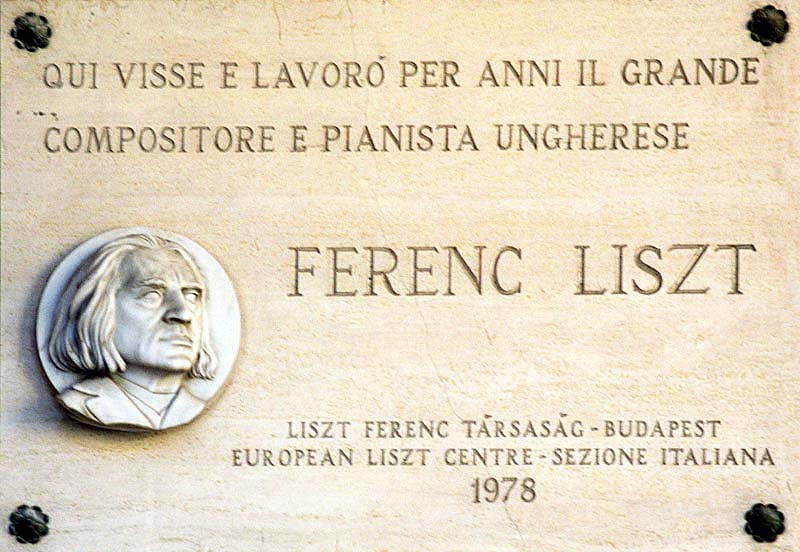 QUI VISSE E LAVORÓ PER ANNI IL GRANDE
COMPOSITORE E PIANISTA UNGHERESE
FERENC LISZT
LISZT FERENC TÁRSASÁG-BUDAPEST
EUROPEAN LISZT CENTRE-SEZIONE ITALIANA
1978